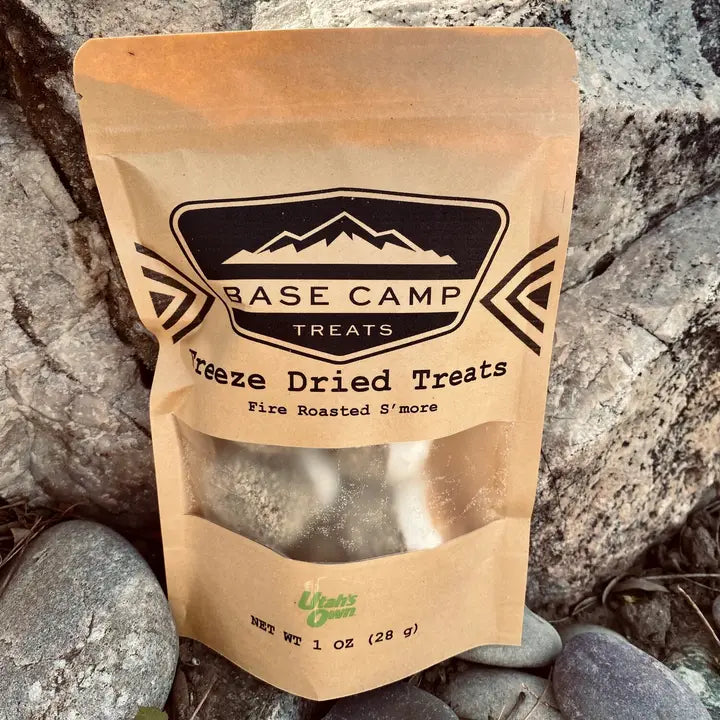 BASE CAMP
TREATS
Freeze Dried Treats
Fire Roasted S'more
Utah's
Own
NET WT 1 OZ (28 g)